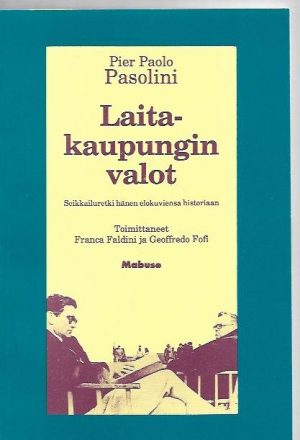 Pier Paolo
Pasolini
Laita-
kaupungin
valot
Seikkailuretki hänen elokuviensa historiaan
Toimittaneet
Franca Faldini ja Geoffredo Fofi
Mabuse